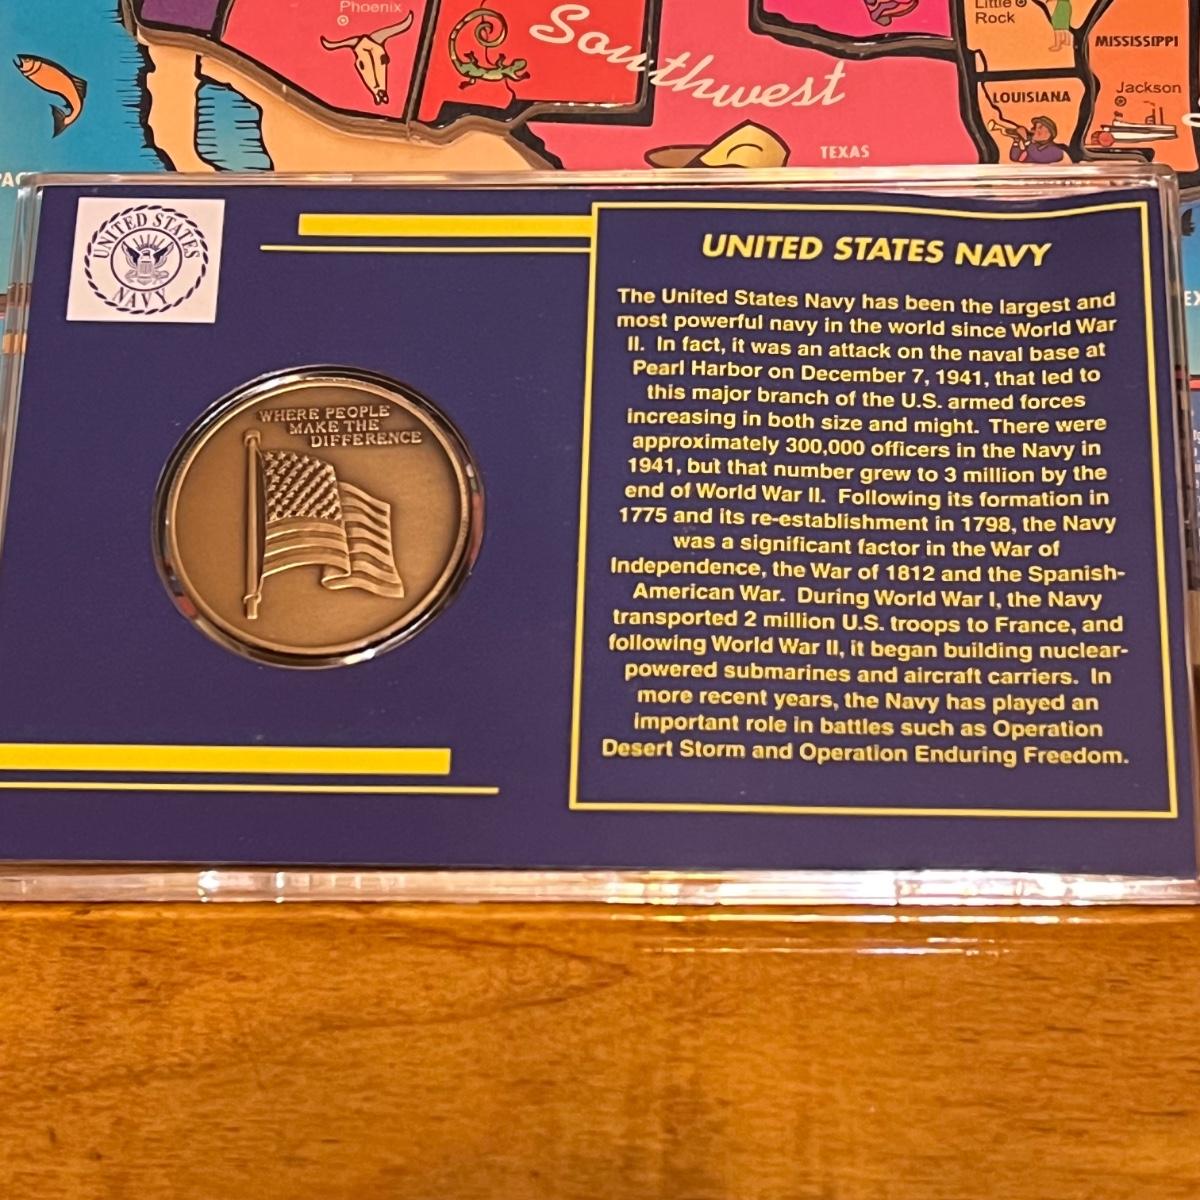 Phoenix
Southwest
Little
Rock
MISSISSIPPI
LOUISIANA
Jackson
TEXAS
UNITED STATES
NAVY
WHERE PEOPLE
MAKE THE
DIFFERENCE
UNITED STATES NAVY
The United States Navy has been the largest and
most powerful navy in the world since World War
II. In fact, it was an attack on the naval base at
Pearl Harbor on December 7, 1941, that led to
this major branch of the U.S. armed forces
increasing in both size and might. There were
approximately 300,000 officers in the Navy in
1941, but that number grew to 3 million by the
end of World War II. Following its formation in
1775 and its re-establishment in 1798, the Navy
was a significant factor in the War of
Independence, the War of 1812 and the Spanish-
American War. During World War I, the Navy
transported 2 million U.S. troops to France, and
following World War II, it began building nuclear-
powered submarines and aircraft carriers. In
more recent years, the Navy has played an
important role in battles such as Operation
Desert Storm and Operation Enduring Freedom.